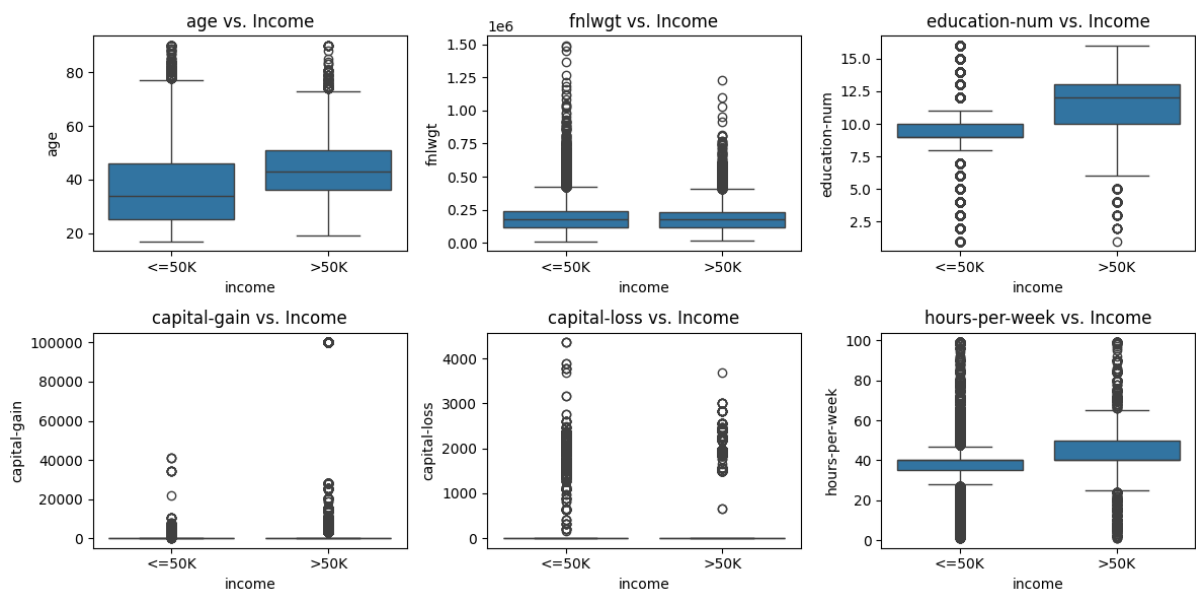 age vs. Income
80
60
40
20
age
<=50K
>50K
income
fnlwgt vs. Income
1e6
1.50
1.25
1.00
0.75
0.50
0.25
0.00
fnlwgt
<=50K
>50K
income
education-num vs. Income
15.0
12.5
10.0
7.5
5.0
2.5
education-num
<=50K
>50K
income
capital-gain vs. Income
100000
80000
60000
40000
20000
0
capital-gain
<=50K
>50K
income
capital-loss vs. Income
4000
3000
2000
1000
0
capital-loss
<=50K
>50K
income
hours-per-week vs. Income
100
80
60
40
20
0
hours-per-week
<=50K
>50K
income